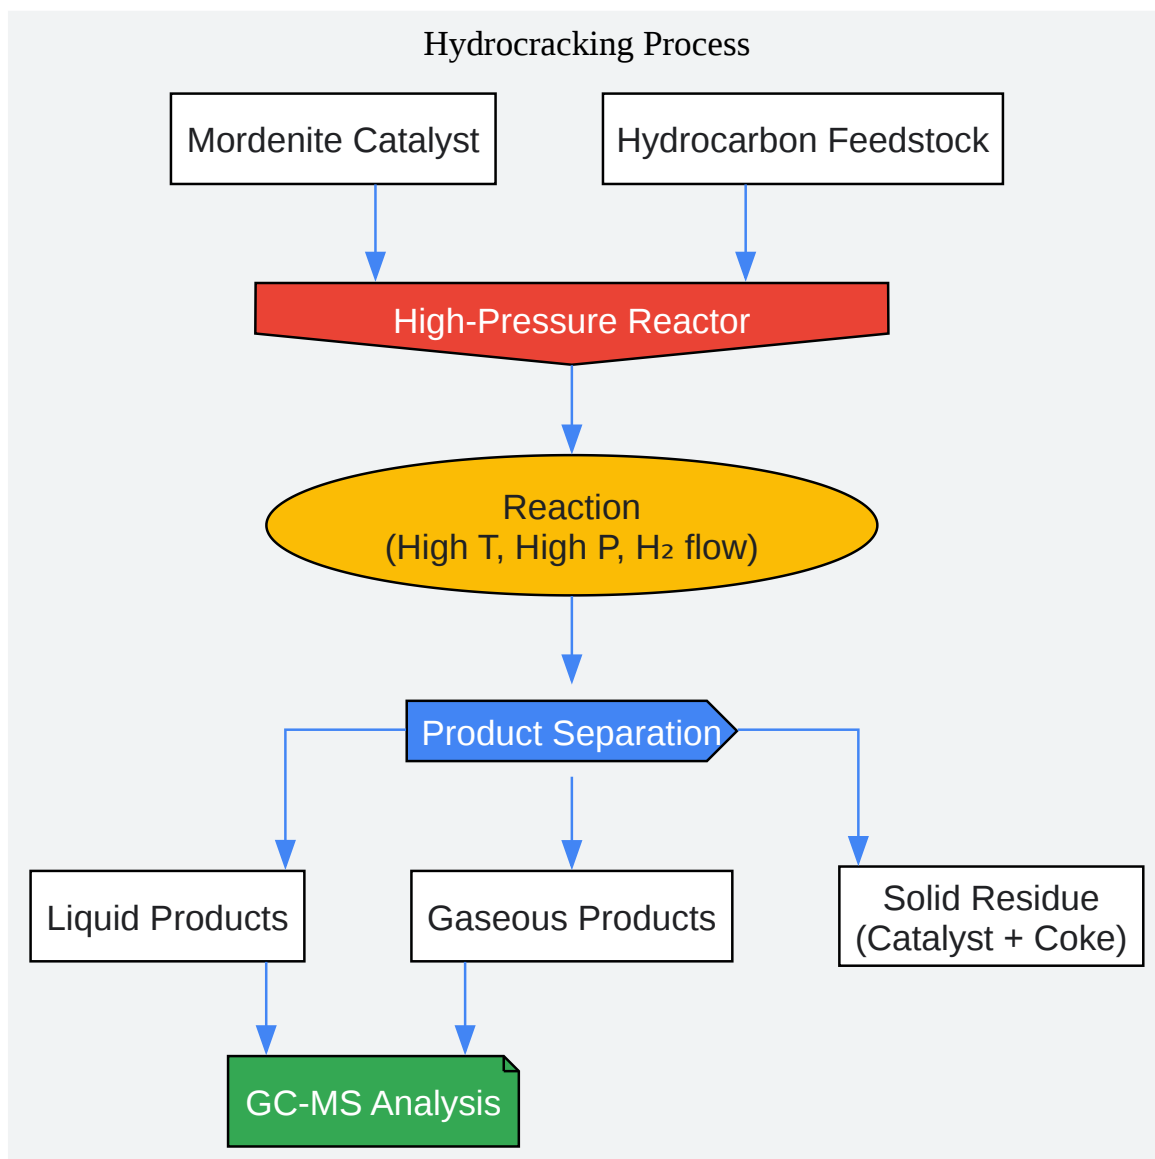 Hydrocracking Process
Mordenite Catalyst
Hydrocarbon Feedstock
High-Pressure Reactor
Reaction
(High T, High P, H₂ flow)
Product Separation
Liquid Products
Gaseous Products
Solid Residue
(Catalyst + Coke)
GC-MS Analysis